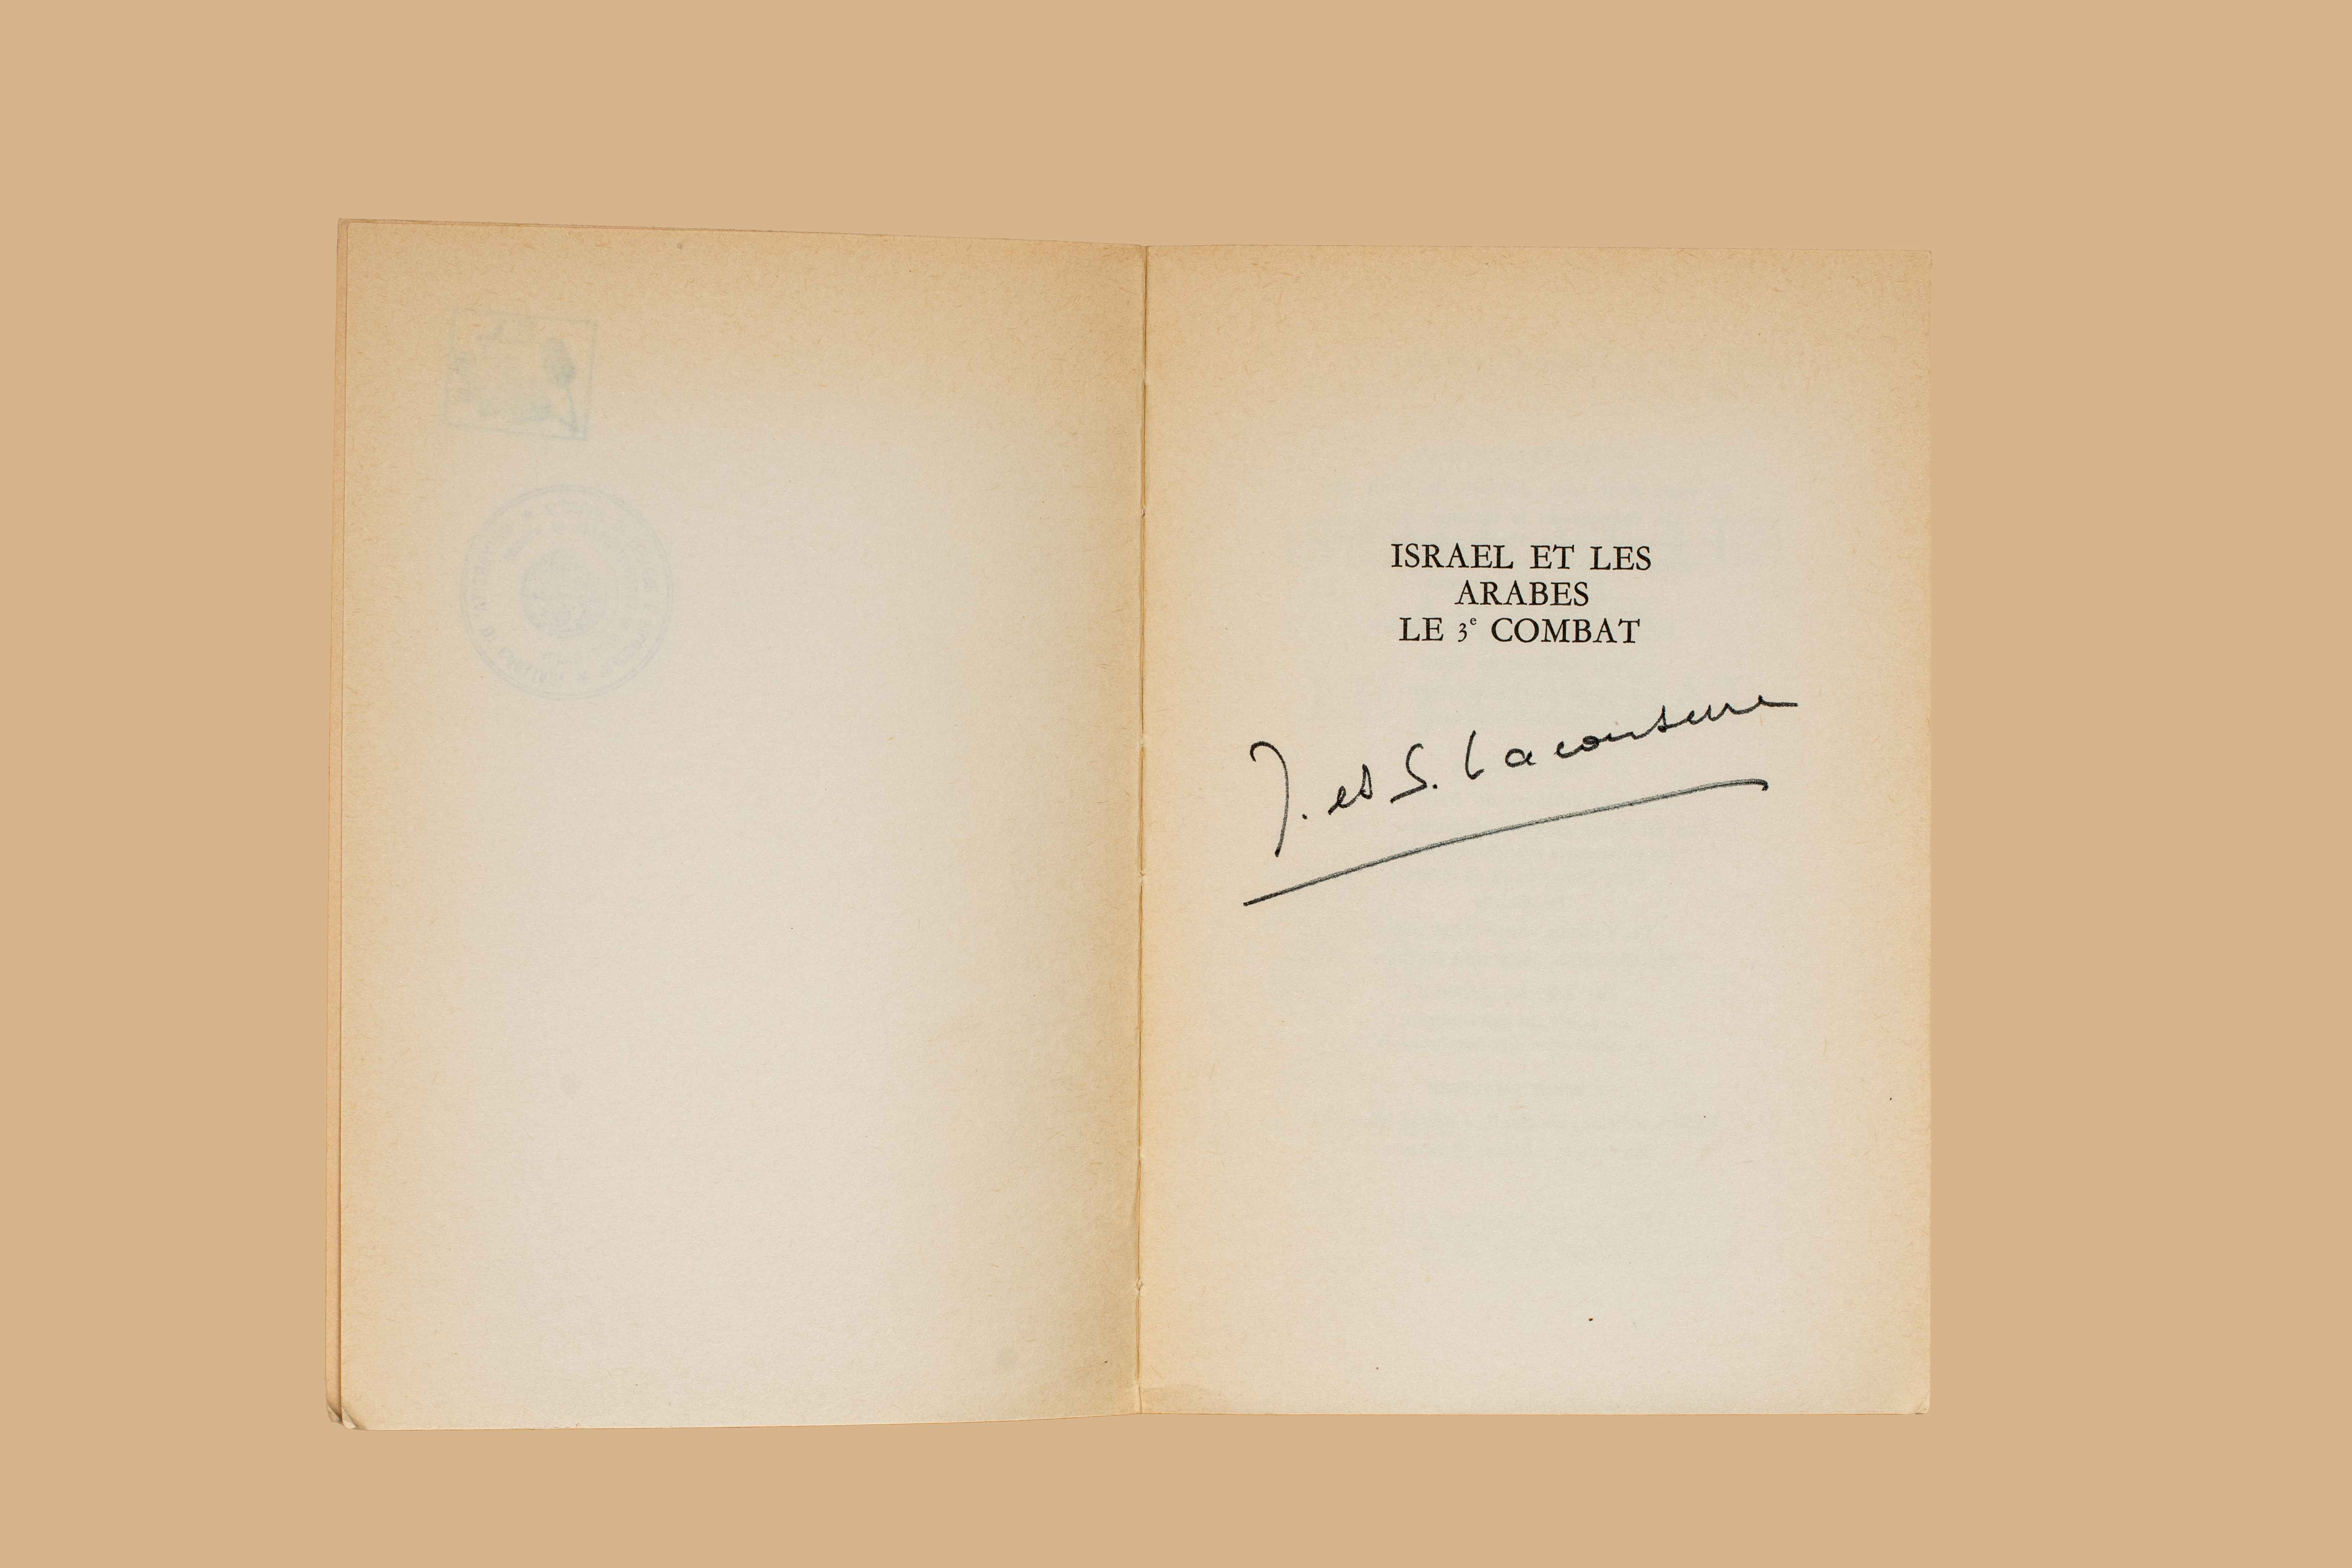 ISRAEL ET LES
ARABES
LE 3e COMBAT
J. et S. Lacouture